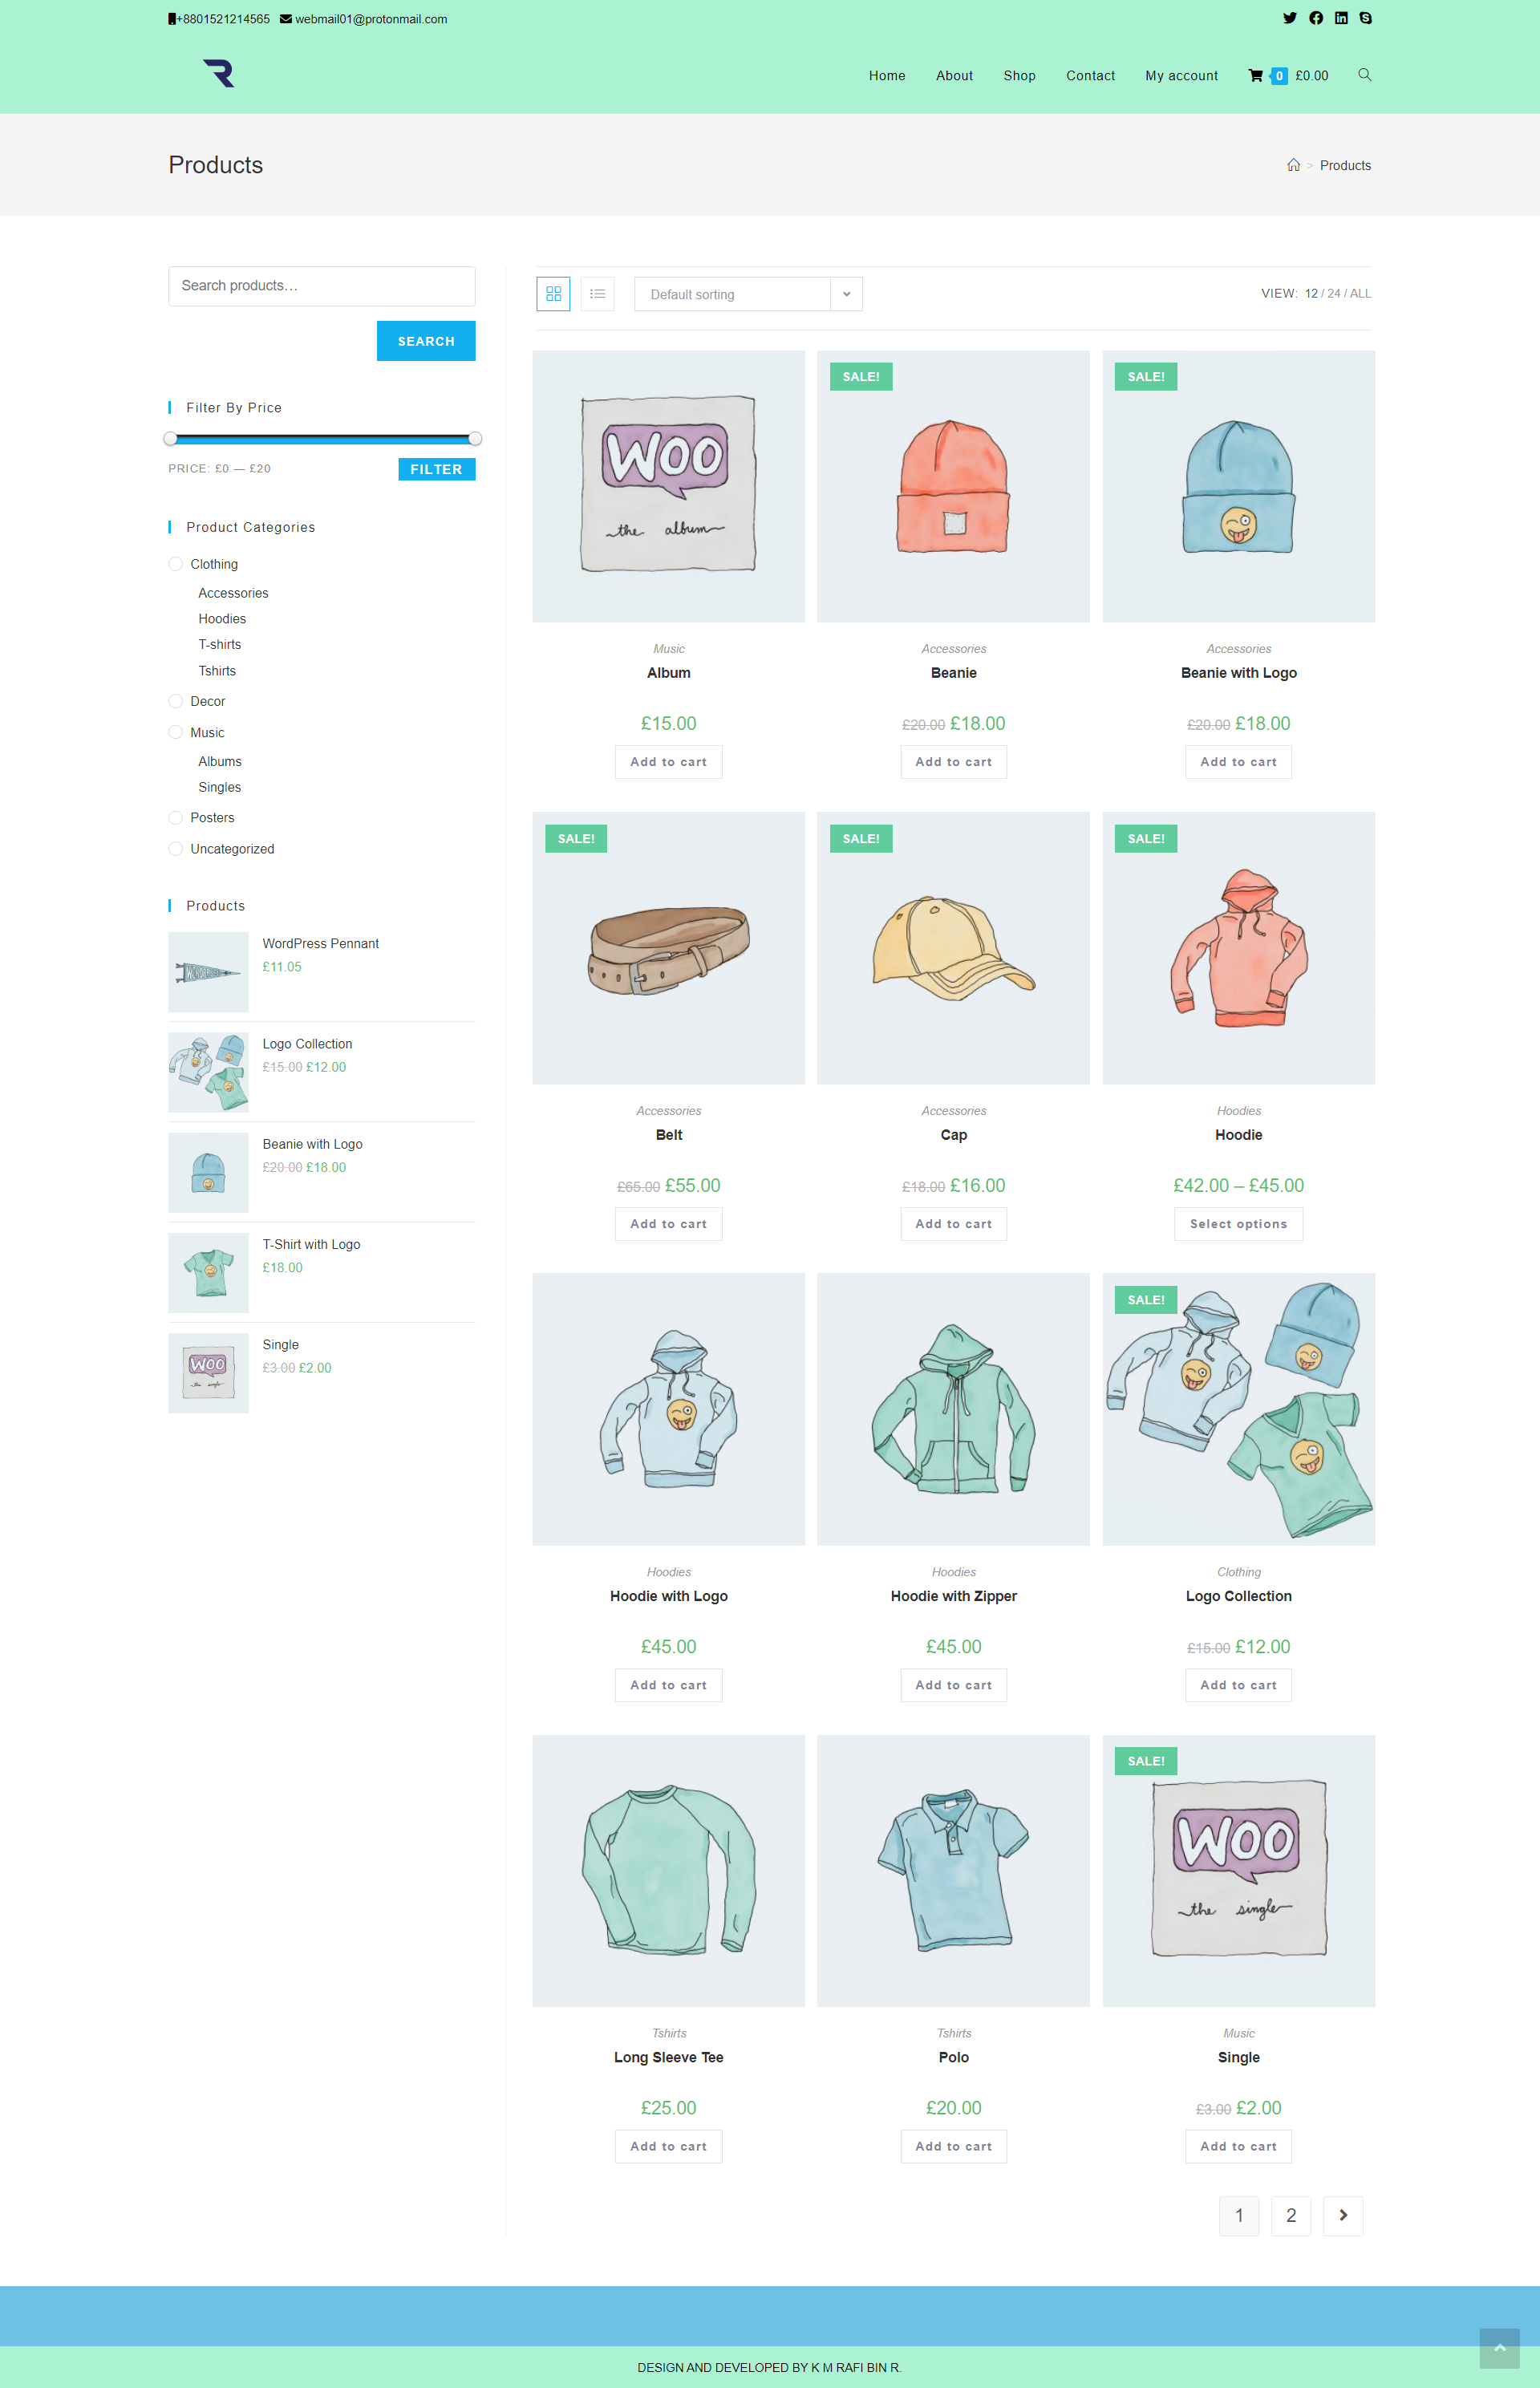 +8801521214565 webmail01@protonmail.com
Home About Shop Contact My account 0 £0.00
Products
> Products
Search products…
SEARCH
Filter By Price
PRICE: £0 — £20 FILTER
Product Categories
Clothing
Accessories
Hoodies
T-shirts
Tshirts
Decor
Music
Albums
Singles
Posters
Uncategorized
Products
WordPress Pennant
£11.05
Logo Collection
£15.00 £12.00
Beanie with Logo
£20.00 £18.00
T-Shirt with Logo
£18.00
WOO
the single
Single
£3.00 £2.00
Default sorting
VIEW: 12 / 24 / ALL
WOO
the album
Music
Album
£15.00
Add to cart
SALE!
Accessories
Beanie
£20.00 £18.00
Add to cart
SALE!
Accessories
Beanie with Logo
£20.00 £18.00
Add to cart
SALE!
Accessories
Belt
£65.00 £55.00
Add to cart
SALE!
Accessories
Cap
£18.00 £16.00
Add to cart
SALE!
Hoodies
Hoodie
£42.00 – £45.00
Select options
Hoodies
Hoodie with Logo
£45.00
Add to cart
Hoodies
Hoodie with Zipper
£45.00
Add to cart
SALE!
Clothing
Logo Collection
£15.00 £12.00
Add to cart
Tshirts
Long Sleeve Tee
£25.00
Add to cart
Tshirts
Polo
£20.00
Add to cart
SALE!
WOO
the single
Music
Single
£3.00 £2.00
Add to cart
1 2
DESIGN AND DEVELOPED BY K M RAFI BIN R.